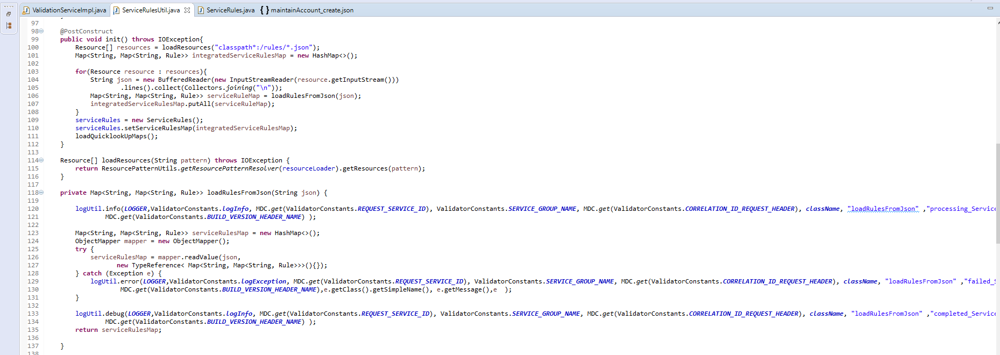 ValidationServiceImpl.java ServiceRulesUtil.java ServiceRules.java { } maintainAccount_create.json
97
98 @PostConstruct
99 public void init() throws IOException{
100 Resource[] resources = loadResources("classpath*:/rules/*.json");
101 Map<String, Map<String, Rule>> integratedServiceRulesMap = new HashMap<>();
102
103 for(Resource resource : resources){
104 String json = new BufferedReader(new InputStreamReader(resource.getInputStream()))
105 .lines().collect(Collectors.joining("\n"));
106 Map<String, Map<String, Rule>> serviceRuleMap = loadRulesFromJson(json);
107 integratedServiceRulesMap.putAll(serviceRuleMap);
108 }
109 serviceRules = new ServiceRules();
110 serviceRules.setServiceRulesMap(integratedServiceRulesMap);
111 loadQuicklookUpMaps();
112 }
113
114 Resource[] loadResources(String pattern) throws IOException {
115 return ResourcePatternUtils.getResourcePatternResolver(resourceLoader).getResources(pattern);
116 }
117
118 private Map<String, Map<String, Rule>> loadRulesFromJson(String json) {
119
120 logUtil.info(LOGGER,ValidatorConstants.logInfo, MDC.get(ValidatorConstants.REQUEST_SERVICE_ID), ValidatorConstants.SERVICE_GROUP_NAME, MDC.get(ValidatorConstants.CORRELATION_ID_REQUEST_HEADER), className, "loadRulesFromJson" ,"processing_Service
121 MDC.get(ValidatorConstants.BUILD_VERSION_HEADER_NAME) );
122
123 Map<String, Map<String, Rule>> serviceRulesMap = new HashMap<>();
124 ObjectMapper mapper = new ObjectMapper();
125 try {
126 serviceRulesMap = mapper.readValue(json,
127 new TypeReference< Map<String, Map<String, Rule>>>(){});
128 } catch (Exception e) {
129 logUtil.error(LOGGER,ValidatorConstants.logException, MDC.get(ValidatorConstants.REQUEST_SERVICE_ID), ValidatorConstants.SERVICE_GROUP_NAME, MDC.get(ValidatorConstants.CORRELATION_ID_REQUEST_HEADER), className, "loadRulesFromJson" ,"failed_S
130 MDC.get(ValidatorConstants.BUILD_VERSION_HEADER_NAME),e.getClass().getSimpleName(), e.getMessage(),e );
131 }
132
133 logUtil.debug(LOGGER,ValidatorConstants.logInfo, MDC.get(ValidatorConstants.REQUEST_SERVICE_ID), ValidatorConstants.SERVICE_GROUP_NAME, MDC.get(ValidatorConstants.CORRELATION_ID_REQUEST_HEADER), className, "loadRulesFromJson" ,"completed_Service
134 MDC.get(ValidatorConstants.BUILD_VERSION_HEADER_NAME) );
135 return serviceRulesMap;
136
137 }
138